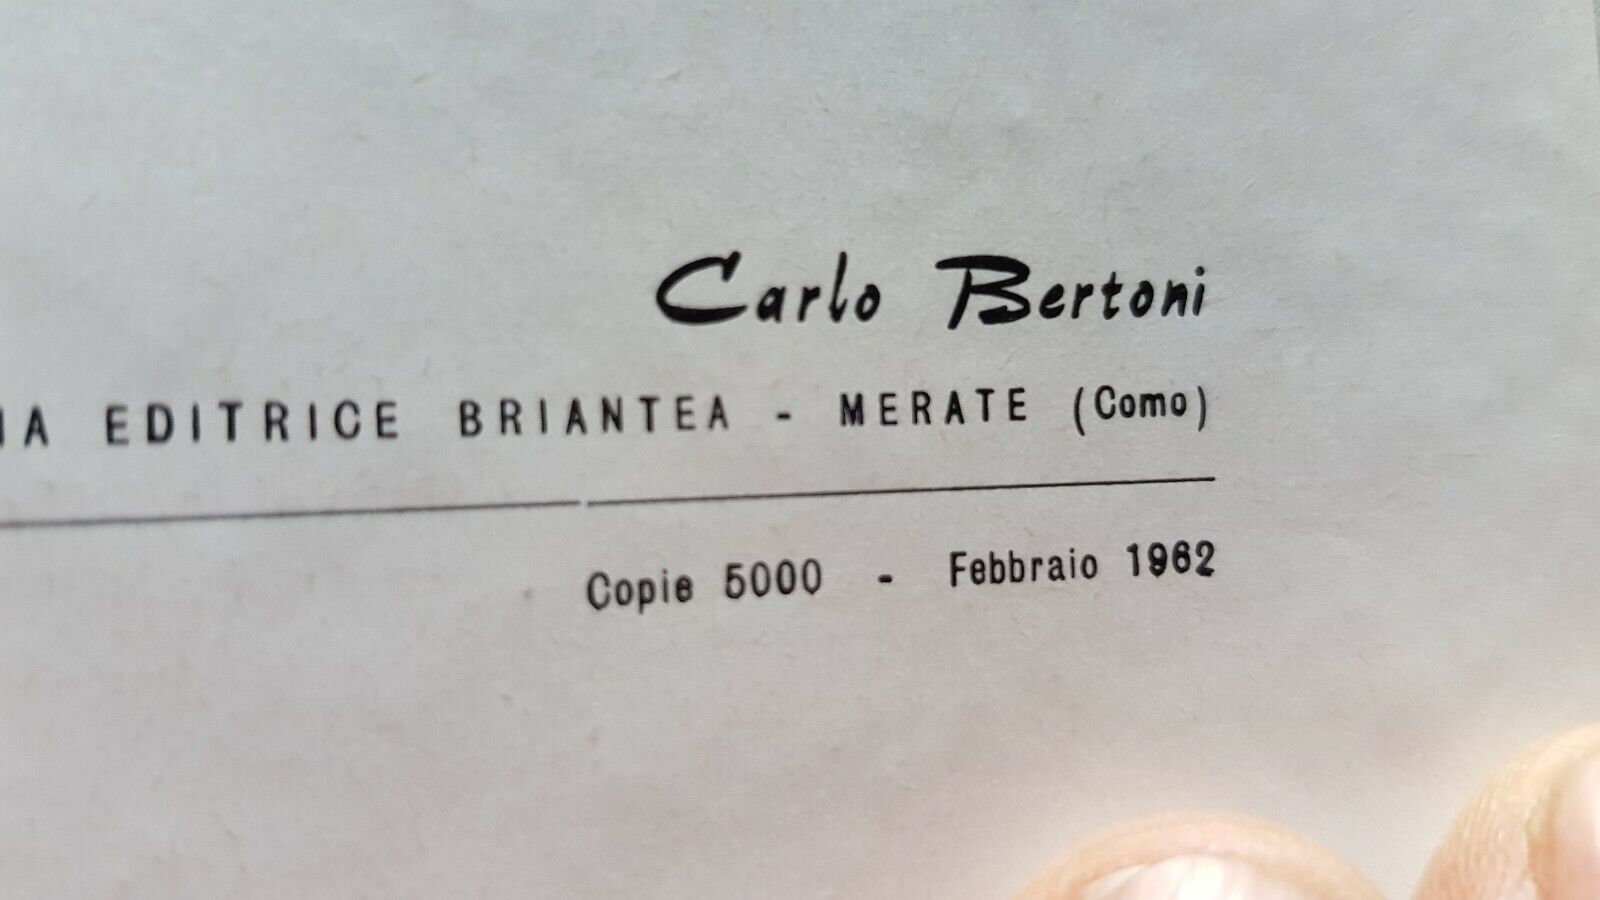 Carlo Bertoni
EDITRICE BRIANTEA - MERATE (Como)
Copie 5000 - Febbraio 1962